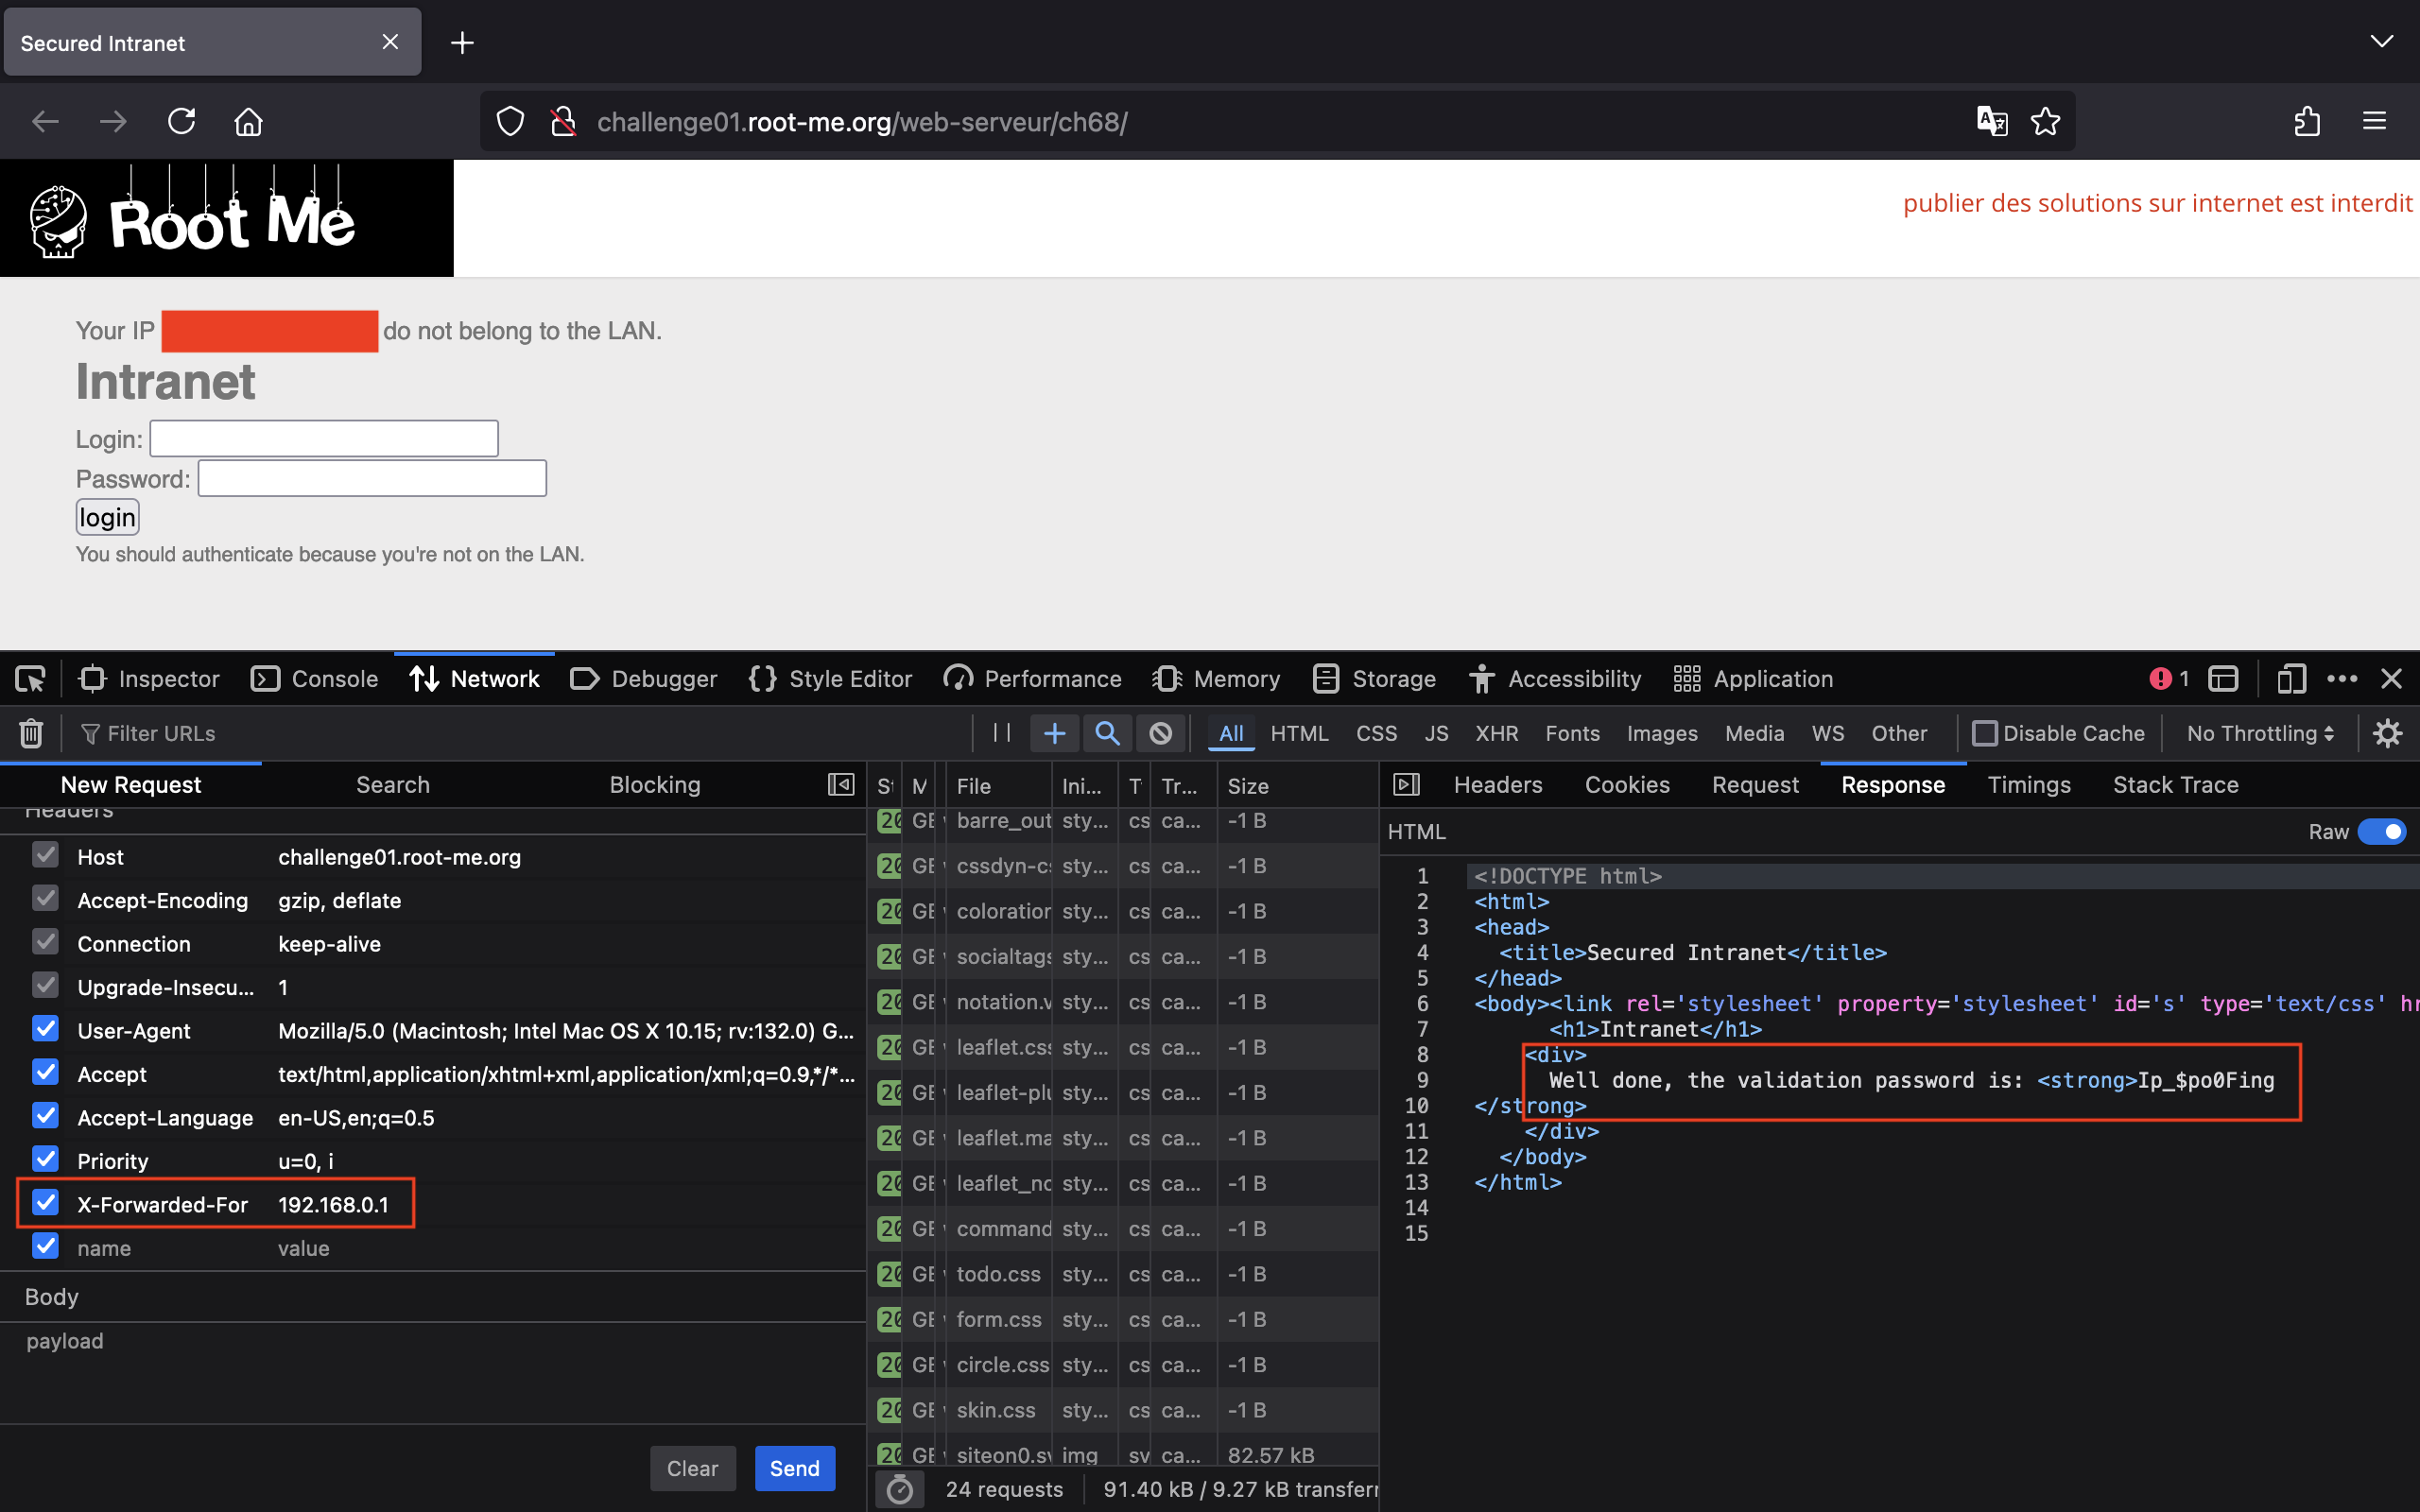 Secured Intranet
challenge01.root-me.org/web-serveur/ch68/
Root Me
publier des solutions sur internet est interdit
Your IP do not belong to the LAN.
Intranet
Login:
Password:
login
You should authenticate because you're not on the LAN.
Inspector Console Network Debugger Style Editor Performance Memory Storage Accessibility Application 1
Filter URLs All HTML CSS JS XHR Fonts Images Media WS Other Disable Cache No Throttling
New Request Search Blocking
Headers
Host challenge01.root-me.org
Accept-Encoding gzip, deflate
Connection keep-alive
Upgrade-Insecu... 1
User-Agent Mozilla/5.0 (Macintosh; Intel Mac OS X 10.15; rv:132.0) G...
Accept text/html,application/xhtml+xml,application/xml;q=0.9,*/*...
Accept-Language en-US,en;q=0.5
Priority u=0, i
X-Forwarded-For 192.168.0.1
name value
Body
payload
Clear Send
St M File Ini... T Tr... Size
20 GE barre_out sty... cs ca... -1 B
20 GE cssdyn-cs sty... cs ca... -1 B
20 GE coloration sty... cs ca... -1 B
20 GE socialtags sty... cs ca... -1 B
20 GE notation.v sty... cs ca... -1 B
20 GE leaflet.css sty... cs ca... -1 B
20 GE leaflet-plu sty... cs ca... -1 B
20 GE leaflet.ma sty... cs ca... -1 B
20 GE leaflet_no sty... cs ca... -1 B
20 GE command sty... cs ca... -1 B
20 GE todo.css sty... cs ca... -1 B
20 GE form.css sty... cs ca... -1 B
20 GE circle.css sty... cs ca... -1 B
20 GE skin.css sty... cs ca... -1 B
20 GE siteon0.sv img sv ca... 82.57 kB
24 requests 91.40 kB / 9.27 kB transferr
Headers Cookies Request Response Timings Stack Trace
HTML Raw
1 <!DOCTYPE html>
2 <html>
3 <head>
4 <title>Secured Intranet</title>
5 </head>
6 <body><link rel='stylesheet' property='stylesheet' id='s' type='text/css' hr
7 <h1>Intranet</h1>
8 <div>
9 Well done, the validation password is: <strong>Ip_$po0Fing
10 </strong>
11 </div>
12 </body>
13 </html>
14
15